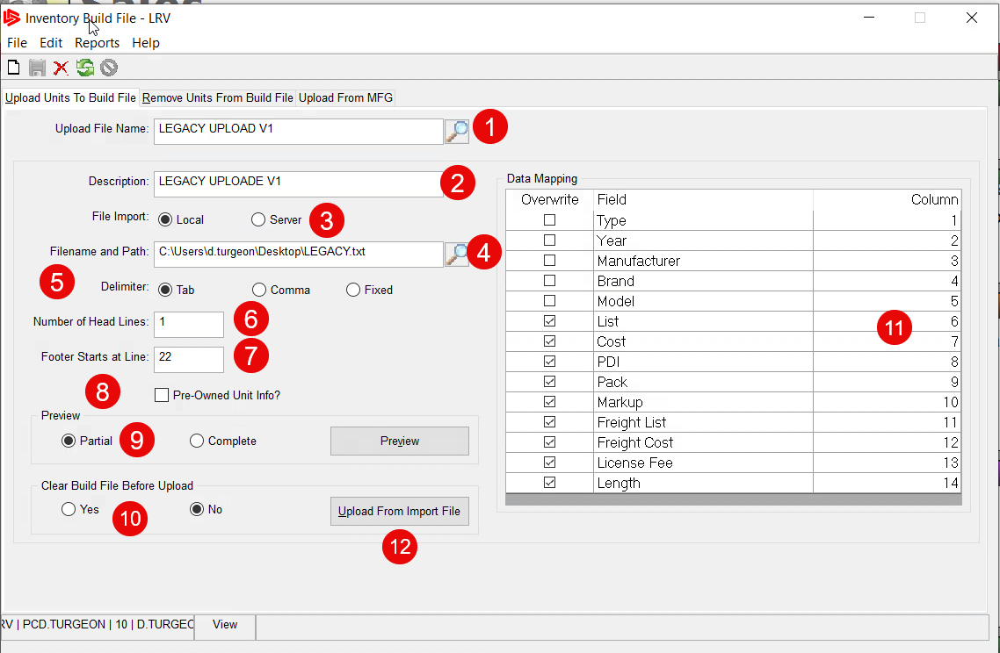 Sales
Inventory Build File - LRV
File Edit Reports Help
Upload Units To Build File Remove Units From Build File Upload From MFG
Upload File Name: LEGACY UPLOAD V1 1
Description: LEGACY UPLOADE V1 2
File Import: Local Server 3
Filename and Path: C:\Users\d.turgeon\Desktop\LEGACY.txt 4
5 Delimiter: Tab Comma Fixed
Number of Head Lines: 1 6
Footer Starts at Line: 22 7
8 Pre-Owned Unit Info?
Preview
Partial 9 Complete Preview
Clear Build File Before Upload
Yes 10 No Upload From Import File
12
Data Mapping
Overwrite Field Column
Type 1
Year 2
Manufacturer 3
Brand 4
Model 5
List 6
11
Cost 7
PDI 8
Pack 9
Markup 10
Freight List 11
Freight Cost 12
License Fee 13
Length 14
RV | PCD.TURGEON | 10 | D.TURGEC View